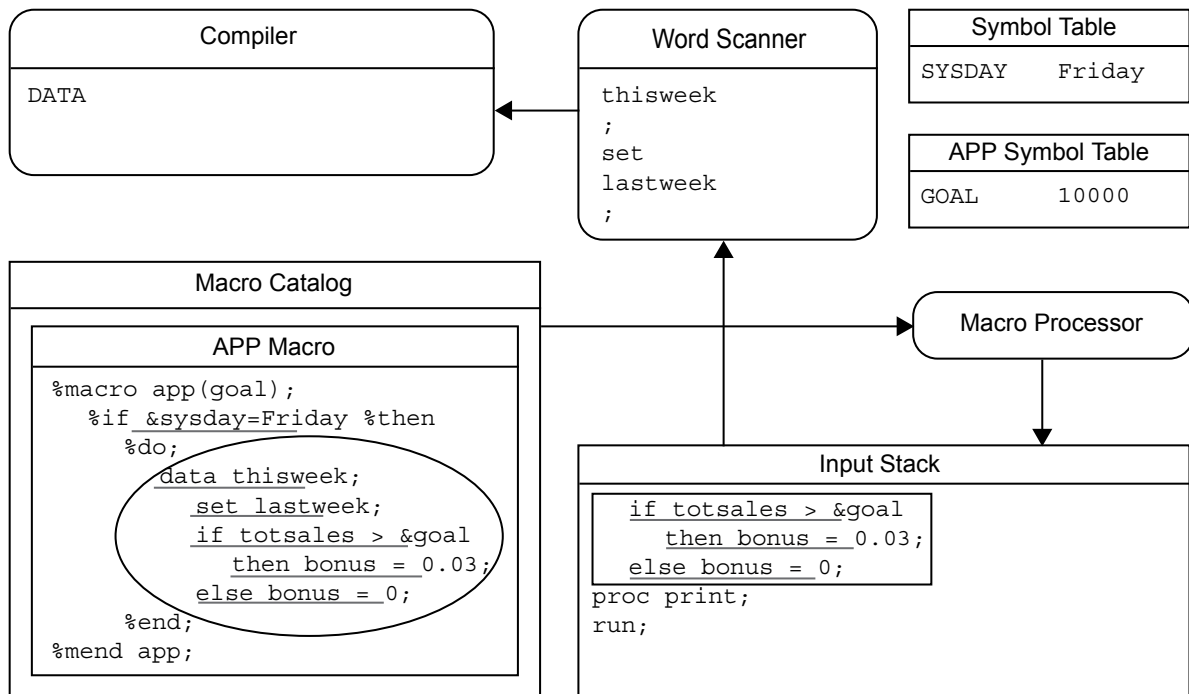 Compiler
DATA
Word Scanner
thisweek
;
set
lastweek
;
Symbol Table
SYSDAY Friday
APP Symbol Table
GOAL 10000
Macro Catalog
APP Macro
%macro app(goal);
%if &sysday=Friday %then
%do;
data thisweek;
set lastweek;
if totsales > &goal
then bonus = 0.03;
else bonus = 0;
%end;
%mend app;
Macro Processor
Input Stack
if totsales > &goal
then bonus = 0.03;
else bonus = 0;
proc print;
run;